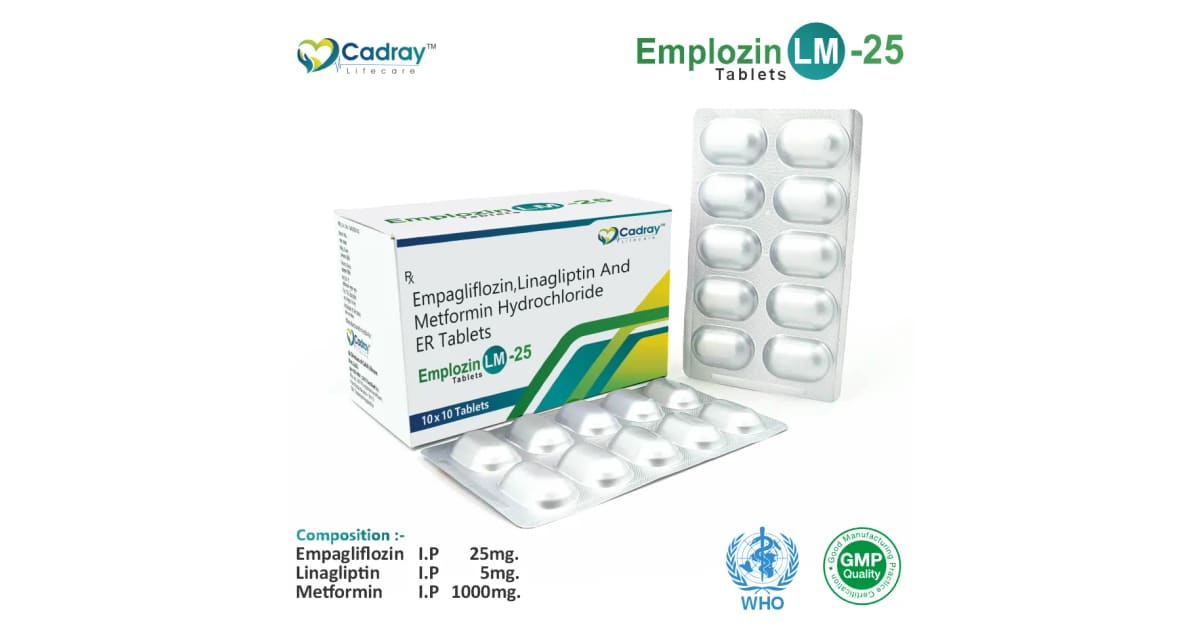 Cadray™
Lifecare
Emplozin LM -25
Tablets
Emplozin LM -25
Tablets
Cadray™
Lifecare
Rx
Empagliflozin,Linagliptin And
Metformin Hydrochloride
ER Tablets
Emplozin LM -25
Tablets
10 x 10 Tablets
Cadray
Composition :-
Empagliflozin I.P 25mg.
Linagliptin I.P 5mg.
Metformin I.P 1000mg.
WHO
Good Manufacturing
Practice Certification
GMP
Quality